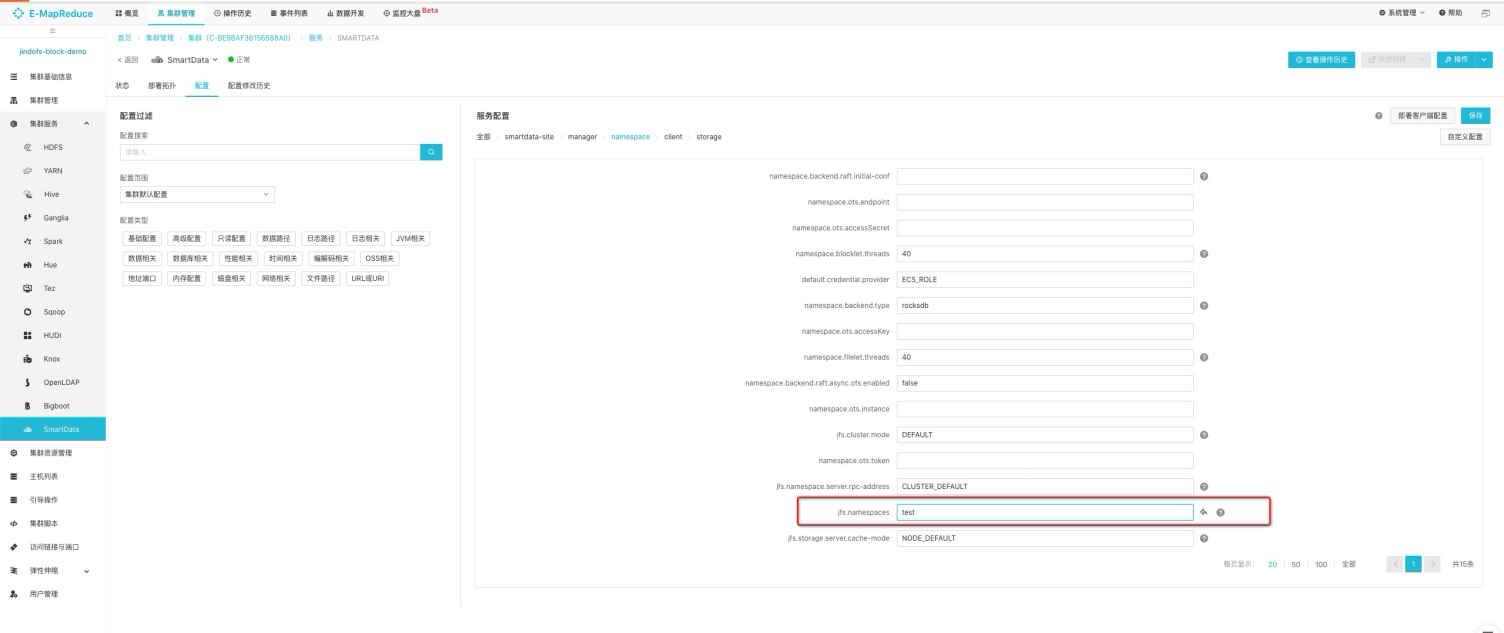 E-MapReduce 概览 集群管理 操作历史 事件列表 数据开发 监控大盘 Beta 系统管理 帮助
首页 集群管理 集群 (C-BE9BAF36156588A0) 服务 SMARTDATA
jindofs-block-demo
< 返回 SmartData 正常 查看操作历史 快捷链接 操作
状态 部署拓扑 配置 配置修改历史
集群基础信息
集群管理
集群服务
HDFS
YARN
Hive
Ganglia
Spark
Hue
Tez
Sqoop
HUDI
Knox
OpenLDAP
Bigboot
SmartData
集群资源管理
主机列表
引导操作
集群脚本
访问链接与端口
弹性伸缩
用户管理
配置过滤
配置搜索
请输入
配置范围
集群默认配置
配置类型
基础配置 高级配置 只读配置 数据路径 日志路径 日志相关 JVM相关
数据相关 数据库相关 性能相关 时间相关 编解码相关 OSS相关
地址端口 内存配置 磁盘相关 网络相关 文件路径 URL或URI
服务配置 部署客户端配置 保存
全部 smartdata-site manager namespace client storage 自定义配置
namespace.backend.raft.initial-conf
namespace.ots.endpoint
namespace.ots.accessSecret
namespace.blocklet.threads 40
default.credential.provider ECS_ROLE
namespace.backend.type rocksdb
namespace.ots.accessKey
namespace.filelet.threads 40
namespace.backend.raft.async.ots.enabled false
namespace.ots.instance
jfs.cluster.mode DEFAULT
namespace.ots.token
jfs.namespace.server.rpc-address CLUSTER_DEFAULT
jfs.namespaces test
jfs.storage.server.cache-mode NODE_DEFAULT
每页显示: 20 50 100 全部 < 1 > 共15条